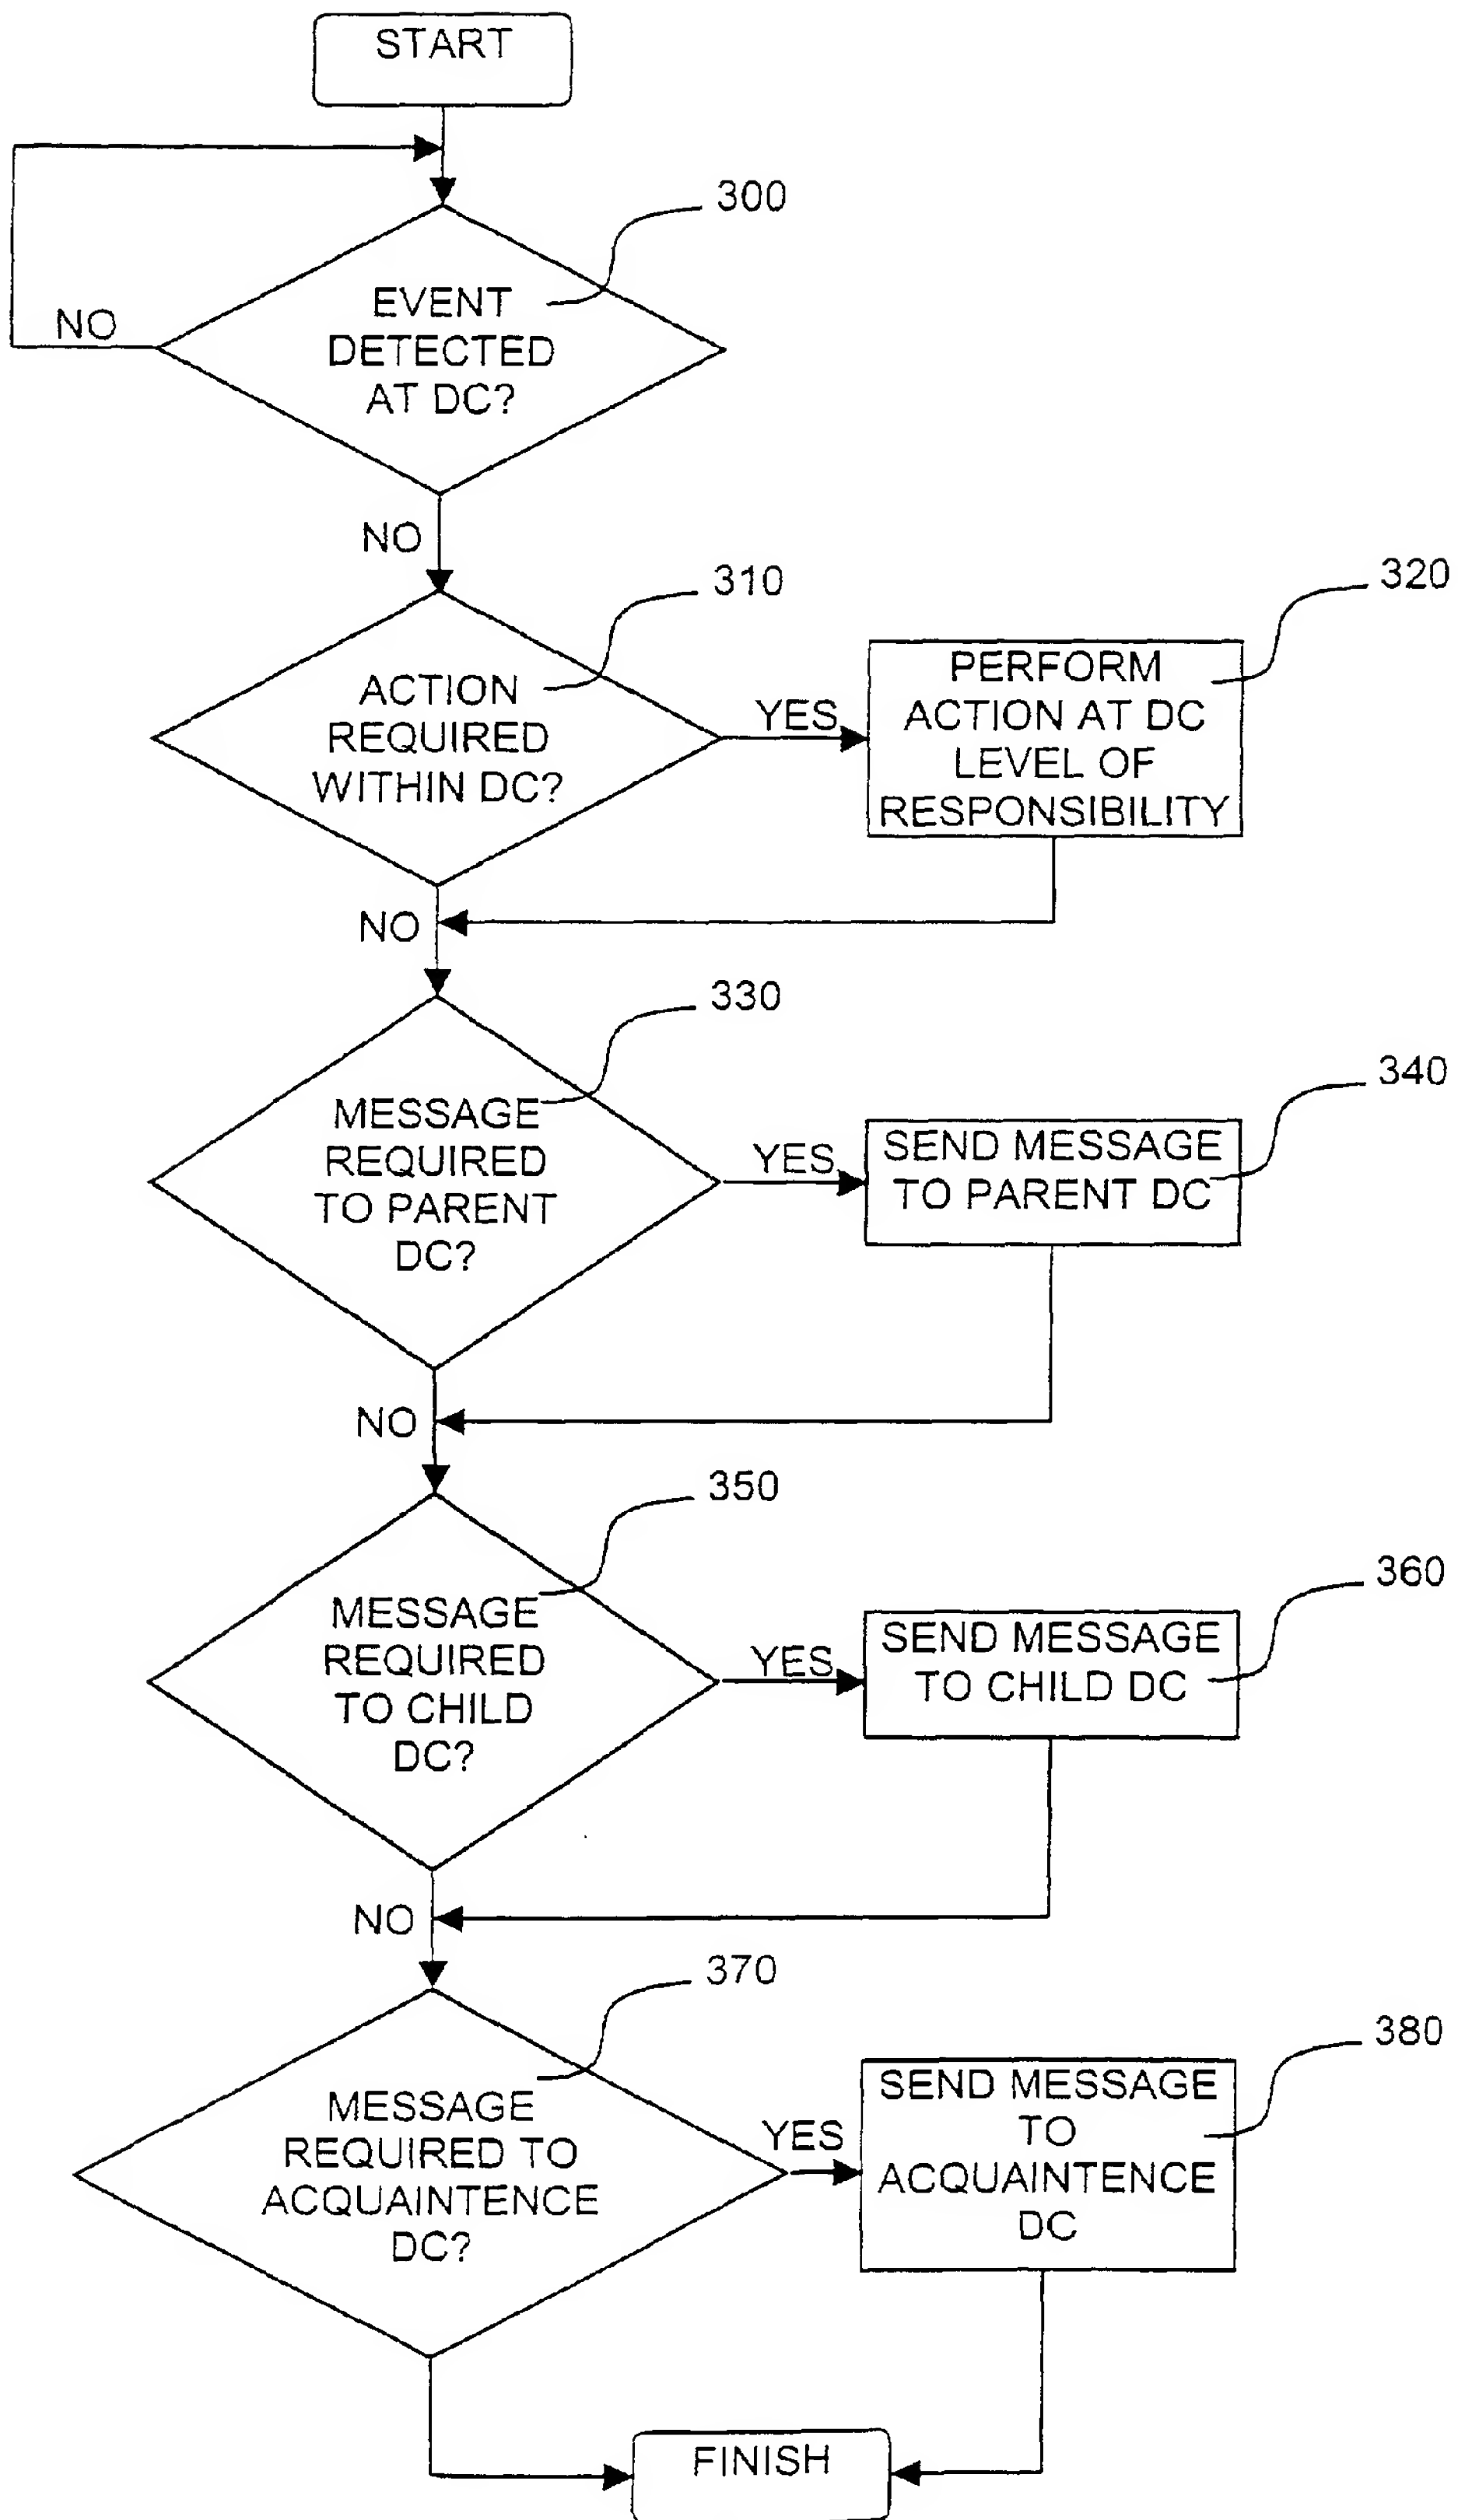 START
300
EVENT
DETECTED
AT DC?
NO
NO
310
ACTION
REQUIRED
WITHIN DC?
YES
320
PERFORM
ACTION AT DC
LEVEL OF
RESPONSIBILITY
NO
330
MESSAGE
REQUIRED
TO PARENT
DC?
YES
340
SEND MESSAGE
TO PARENT DC
NO
350
MESSAGE
REQUIRED
TO CHILD
DC?
YES
360
SEND MESSAGE
TO CHILD DC
NO
370
MESSAGE
REQUIRED TO
ACQUAINTENCE
DC?
YES
380
SEND MESSAGE
TO
ACQUAINTENCE
DC
FINISH